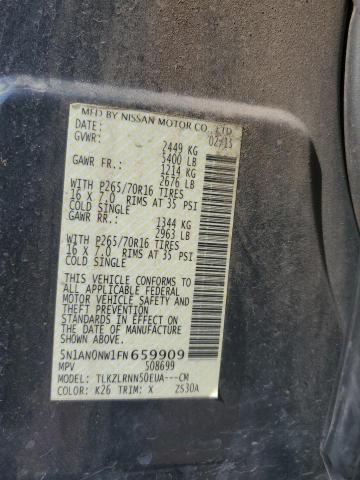 MFD BY NISSAN MOTOR CO., LTD
DATE: 02/15
GVWR: 2449 KG
5400 LB
GAWR FR: 1214 KG
2676 LB
WITH P265/70R16 TIRES
16 X 7.0 RIMS AT 35 PSI
COLD SINGLE
GAWR RR: 1344 KG
2963 LB
WITH P265/70R16 TIRES
16 X 7.0 RIMS AT 35 PSI
COLD SINGLE
THIS VEHICLE CONFORMS TO
ALL APPLICABLE FEDERAL
MOTOR VEHICLE SAFETY
STANDARDS IN EFFECT ON
THE DATE OF MANUFACTURE
SHOWN ABOVE
5N1AN0NW1FN659909
MPV 508699
MODEL: TLKZLRNN50EUA---CM
COLOR: K26 TRIM: X ZS30A